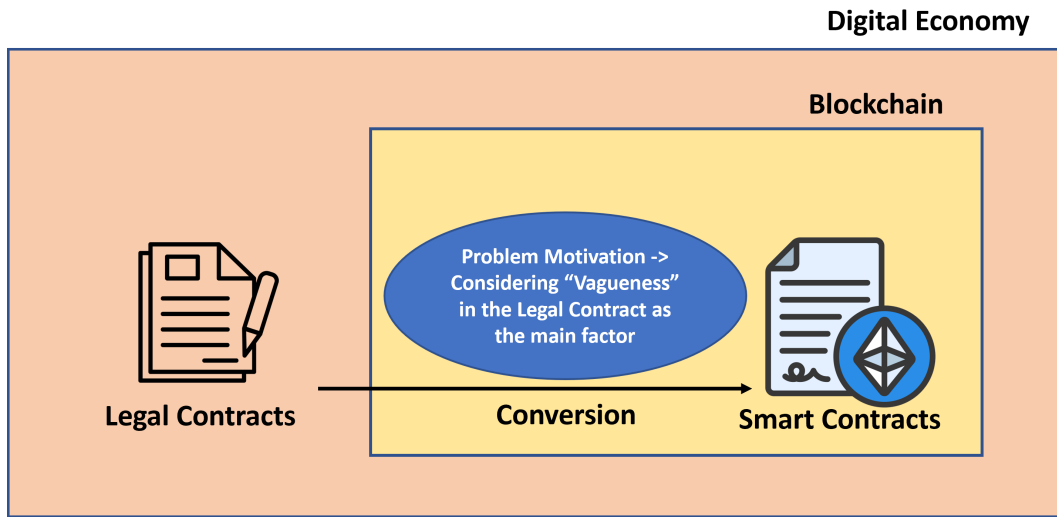 Digital Economy
Blockchain
Problem Motivation ->
Considering “Vagueness”
in the Legal Contract as
the main factor
Legal Contracts
Conversion
Smart Contracts